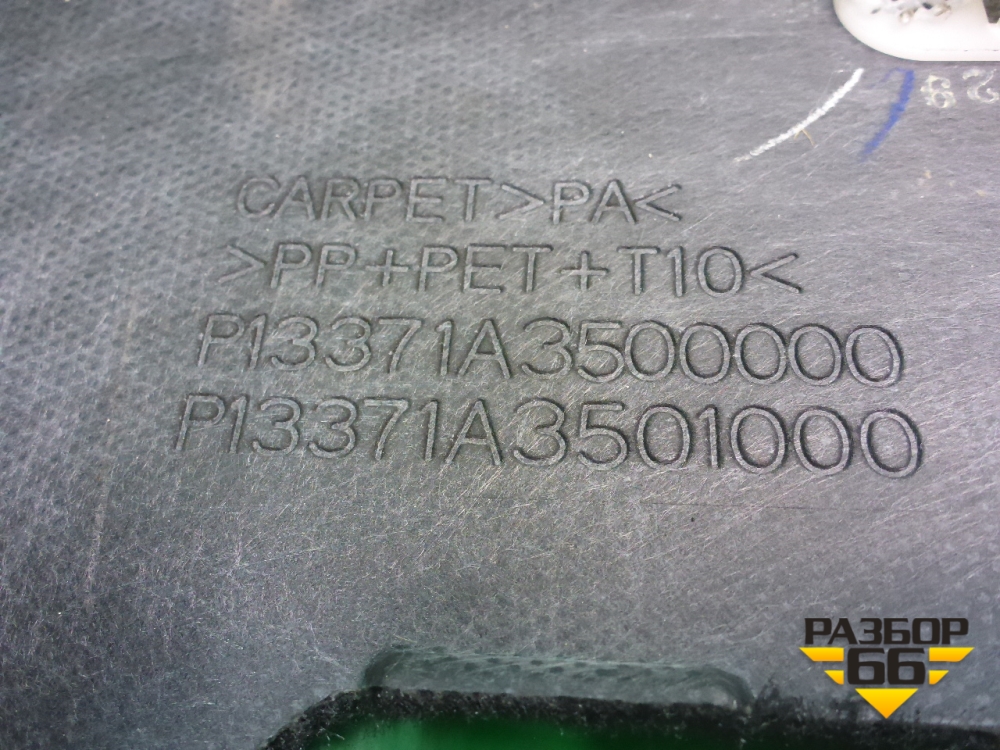 CARPET>PA<
>PP+PET+T10<
P13371A3500000
P13371A3501000
РАЗБОР
66